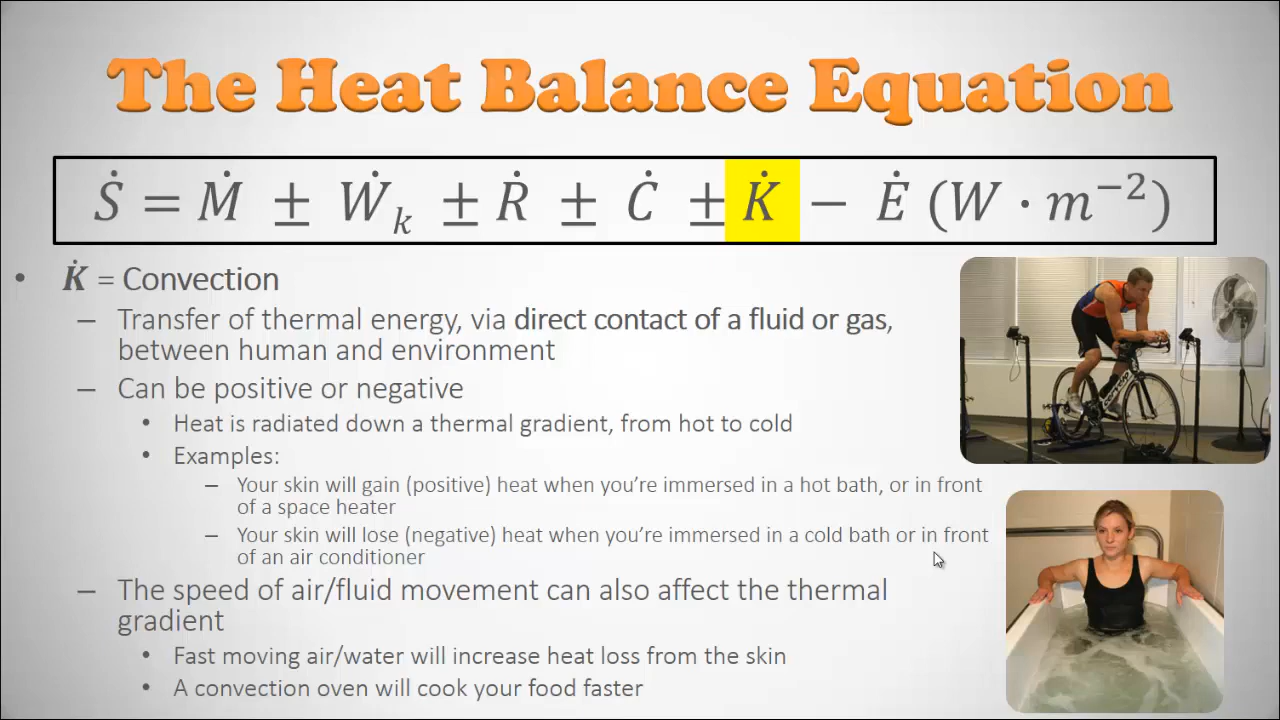 The Heat Balance Equation
Ṡ = Ṁ ± Ẇₖ ± Ṙ ± Ċ ± K̇ − Ė (W · m⁻²)
• K̇ = Convection
– Transfer of thermal energy, via direct contact of a fluid or gas,
between human and environment
– Can be positive or negative
• Heat is radiated down a thermal gradient, from hot to cold
• Examples:
– Your skin will gain (positive) heat when you’re immersed in a hot bath, or in front
of a space heater
– Your skin will lose (negative) heat when you’re immersed in a cold bath or in front
of an air conditioner
– The speed of air/fluid movement can also affect the thermal
gradient
• Fast moving air/water will increase heat loss from the skin
• A convection oven will cook your food faster